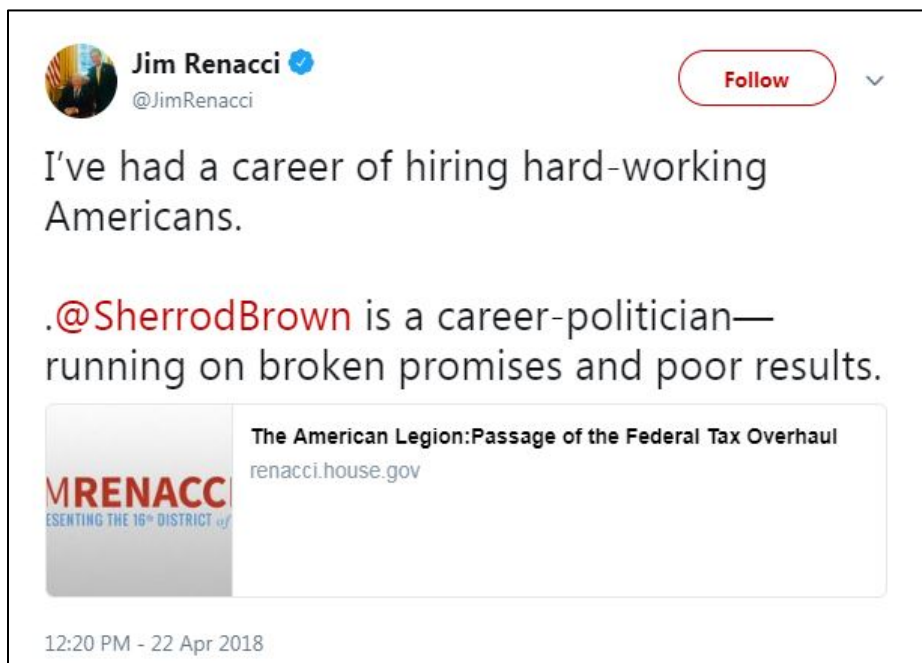 Jim Renacci
@JimRenacci
Follow
I've had a career of hiring hard-working
Americans.
.@SherrodBrown is a career-politician—
running on broken promises and poor results.
The American Legion:Passage of the Federal Tax Overhaul
renacci.house.gov
MRENACC
ESENTING THE 16th DISTRICT of
12:20 PM - 22 Apr 2018